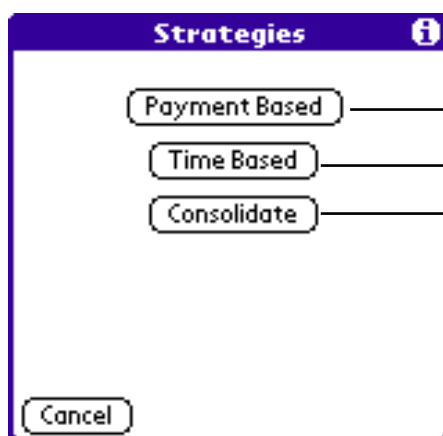 Strategies i
Payment Based
Time Based
Consolidate
Cancel